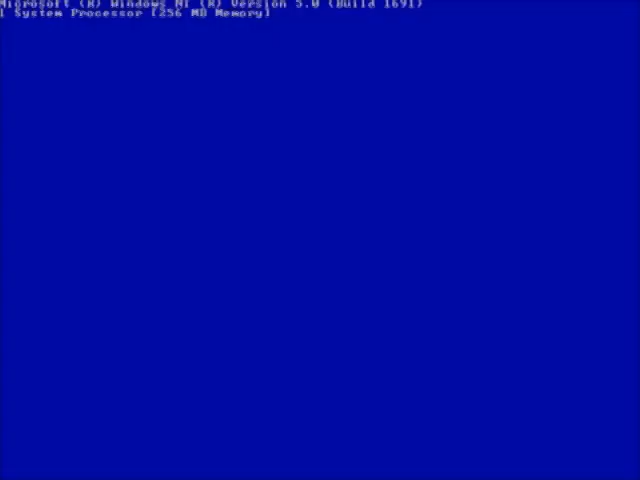 Microsoft (R) Windows NT (R) Version 5.0 (Build 1691)
1 System Processor [256 MB Memory]